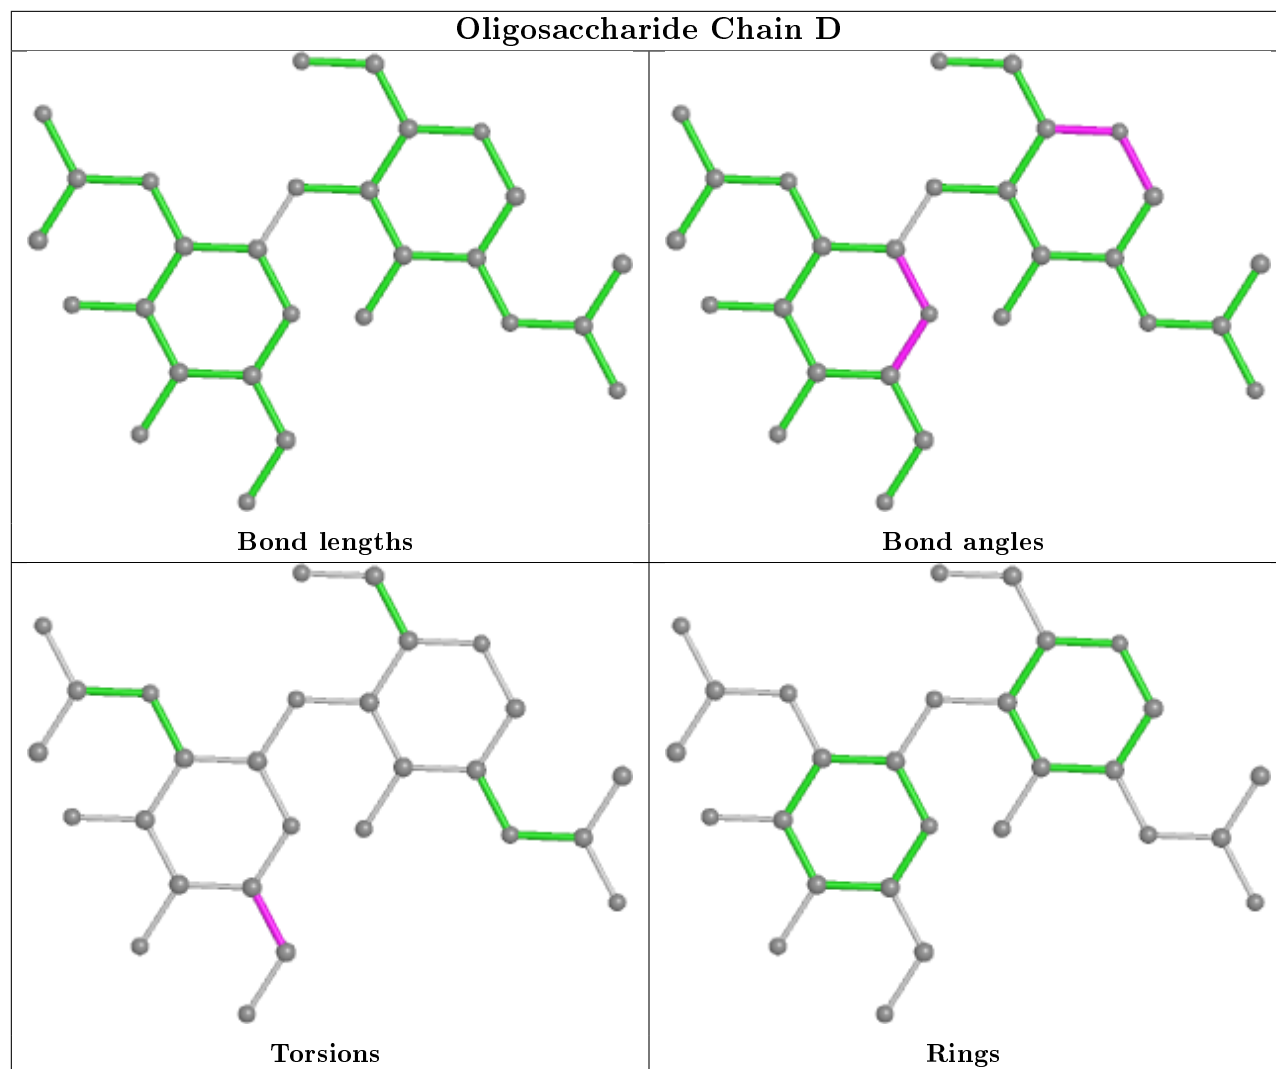 Oligosaccharide Chain D
Bond lengths
Bond angles
Torsions
Rings